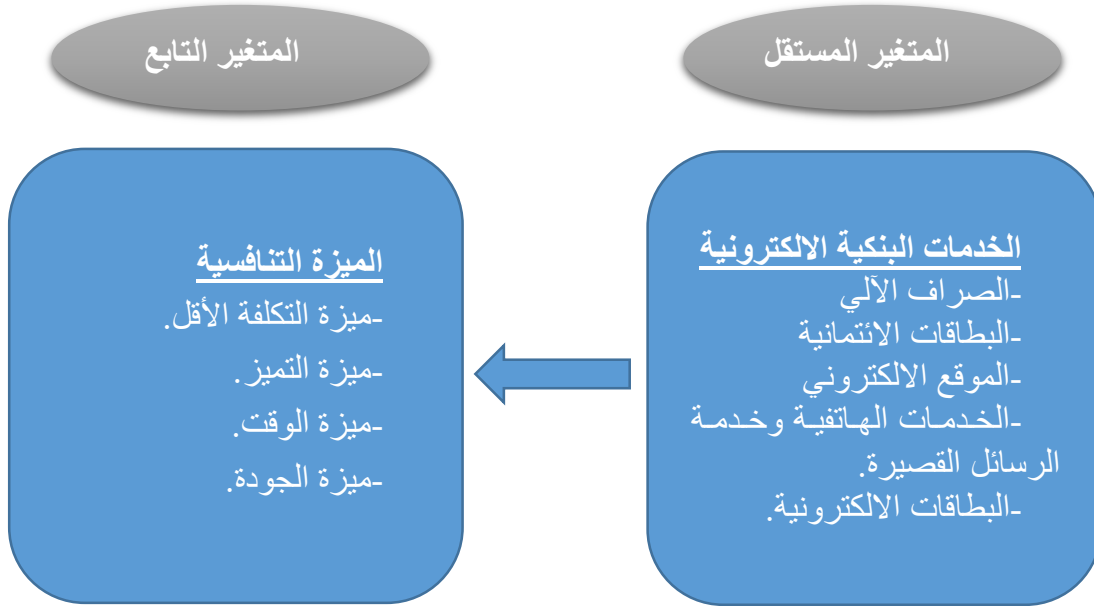 المتغير المستقل
المتغير التابع
الخدمات البنكية الالكترونية
-الصراف الآلي
-البطاقات الائتمانية
-الموقع الالكتروني
-الخدمات الهاتفية وخدمة
الرسائل القصيرة.
-البطاقات الالكترونية.
الميزة التنافسية
-ميزة التكلفة الأقل.
-ميزة التميز.
-ميزة الوقت.
-ميزة الجودة.